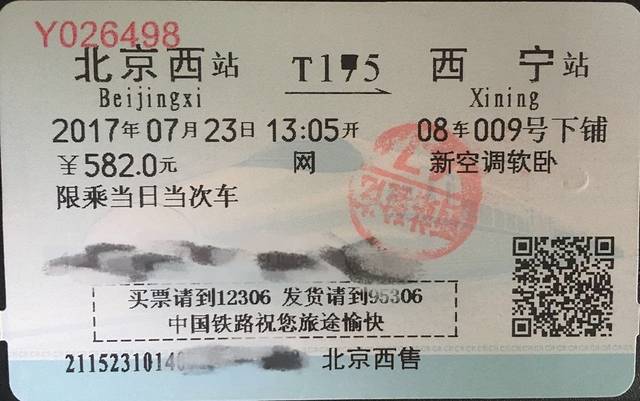 Y026498
北京西站 T175 西宁站
Beijingxi Xining
2017年07月23日 13:05开 08车009号下铺
￥582.0元 网 新空调软卧
限乘当日当次车
买票请到12306 发货请到95306
中国铁路祝您旅途愉快
2115231014 北京西售